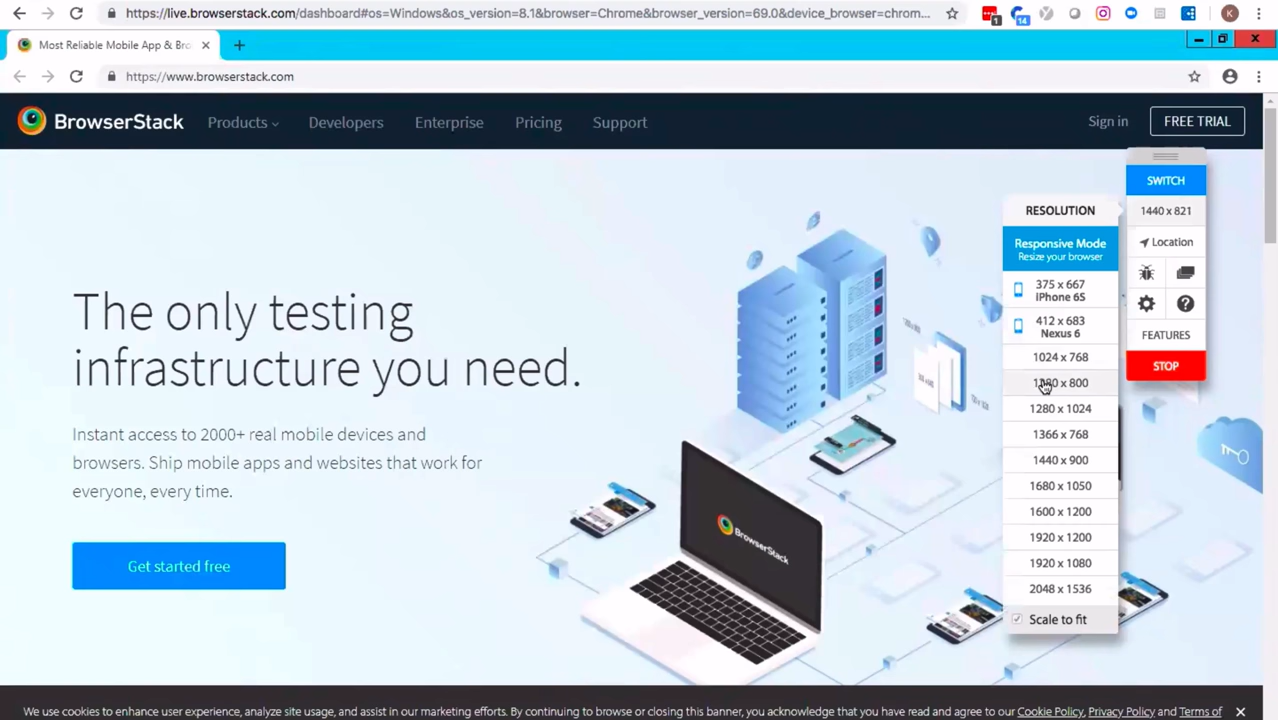 https://live.browserstack.com/dashboard#os=Windows&os_version=8.1&browser=Chrome&browser_version=69.0&device_browser=chrom...
1
14
K
Most Reliable Mobile App & Bro
https://www.browserstack.com
BrowserStack
Products
Developers
Enterprise
Pricing
Support
Sign in
FREE TRIAL
SWITCH
1440 x 821
Location
FEATURES
STOP
RESOLUTION
Responsive Mode
Resize your browser
375 x 667
iPhone 6S
412 x 683
Nexus 6
1024 x 768
1280 x 800
1280 x 1024
1366 x 768
1440 x 900
1680 x 1050
1600 x 1200
1920 x 1200
1920 x 1080
2048 x 1536
Scale to fit
The only testing
infrastructure you need.
Instant access to 2000+ real mobile devices and
browsers. Ship mobile apps and websites that work for
everyone, every time.
Get started free
BrowserStack
We use cookies to enhance user experience, analyze site usage, and assist in our marketing efforts. By continuing to browse or closing this banner, you acknowledge that you have read and agree to our Cookie Policy, Privacy Policy and Terms of